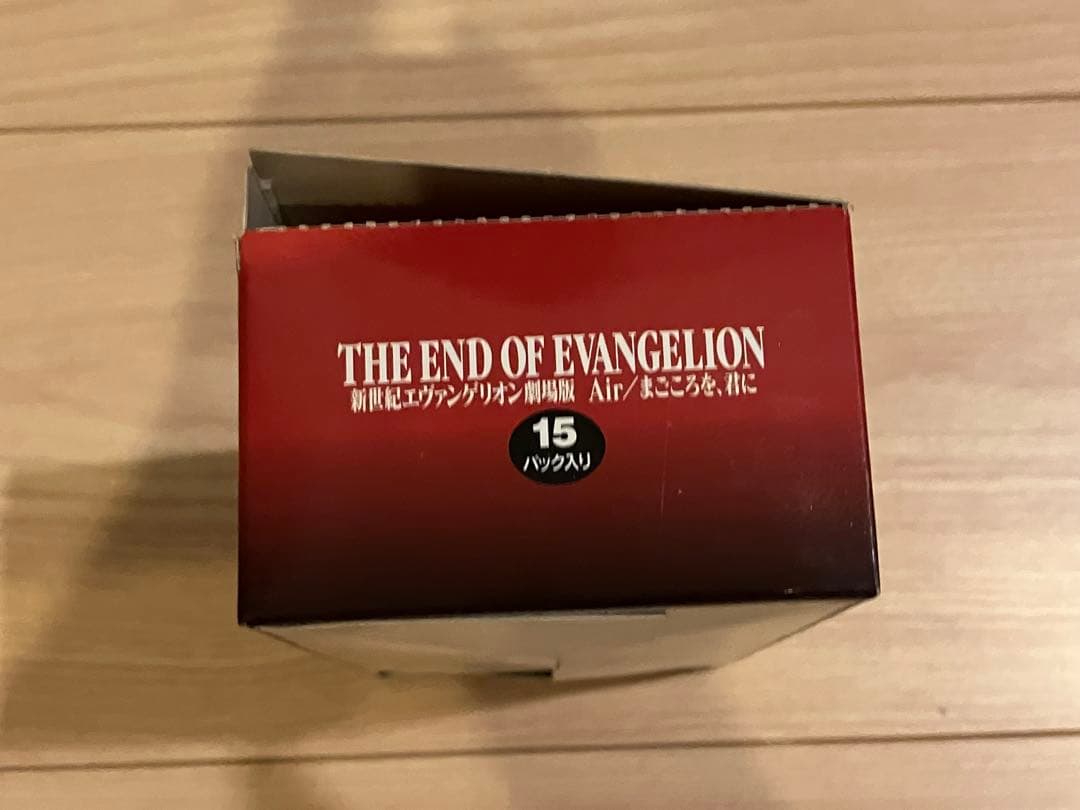 THE END OF EVANGELION
新世紀エヴァンゲリオン劇場版 Air/まごころを、君に
15
パック入り